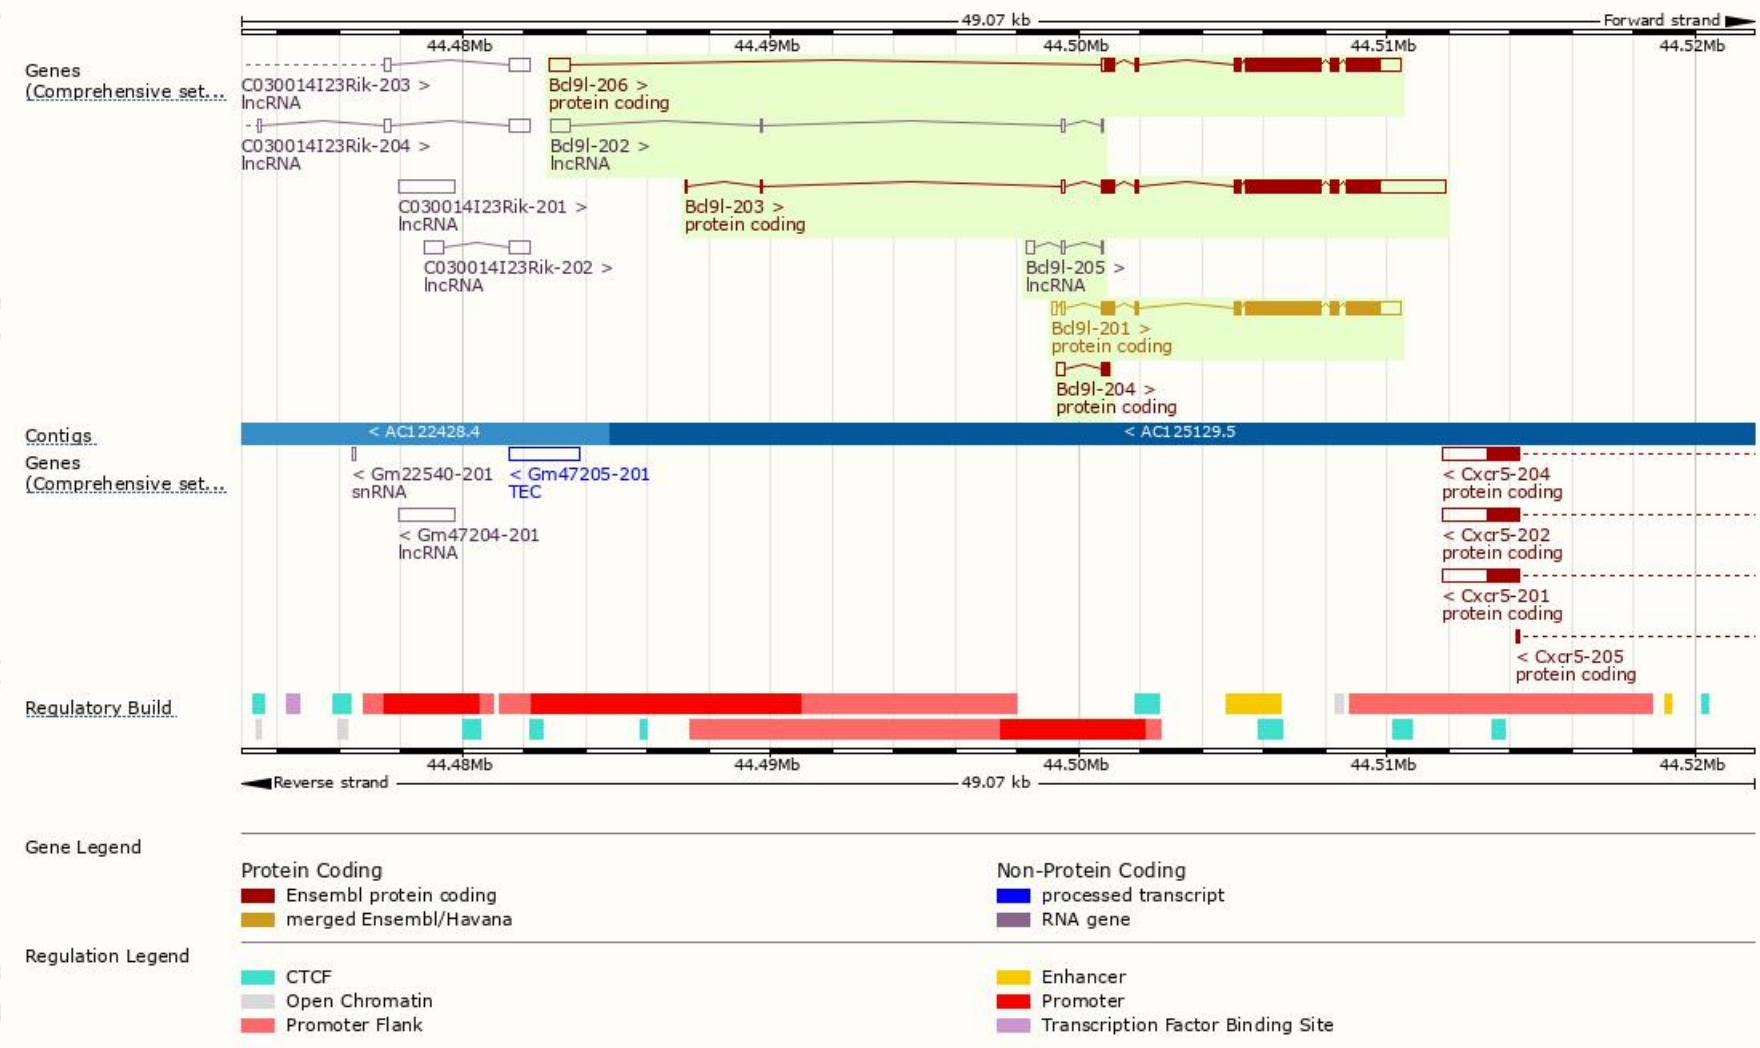 49.07 kb
Forward strand
44.48Mb 44.49Mb 44.50Mb 44.51Mb 44.52Mb
Genes
(Comprehensive set...
C030014I23Rik-203 >
lncRNA
Bcl9l-206 >
protein coding
C030014I23Rik-204 >
lncRNA
Bcl9l-202 >
lncRNA
C030014I23Rik-201 >
lncRNA
Bcl9l-203 >
protein coding
C030014I23Rik-202 >
lncRNA
Bcl9l-205 >
lncRNA
Bcl9l-201 >
protein coding
Bcl9l-204 >
protein coding
Contigs
< AC122428.4
< AC125129.5
Genes
(Comprehensive set...
< Gm22540-201
snRNA
< Gm47205-201
TEC
< Cxcr5-204
protein coding
< Gm47204-201
lncRNA
< Cxcr5-202
protein coding
< Cxcr5-201
protein coding
< Cxcr5-205
protein coding
Regulatory Build
44.48Mb 44.49Mb 44.50Mb 44.51Mb 44.52Mb
Reverse strand
49.07 kb
Gene Legend
Protein Coding
Ensembl protein coding
merged Ensembl/Havana
Non-Protein Coding
processed transcript
RNA gene
Regulation Legend
CTCF
Open Chromatin
Promoter Flank
Enhancer
Promoter
Transcription Factor Binding Site